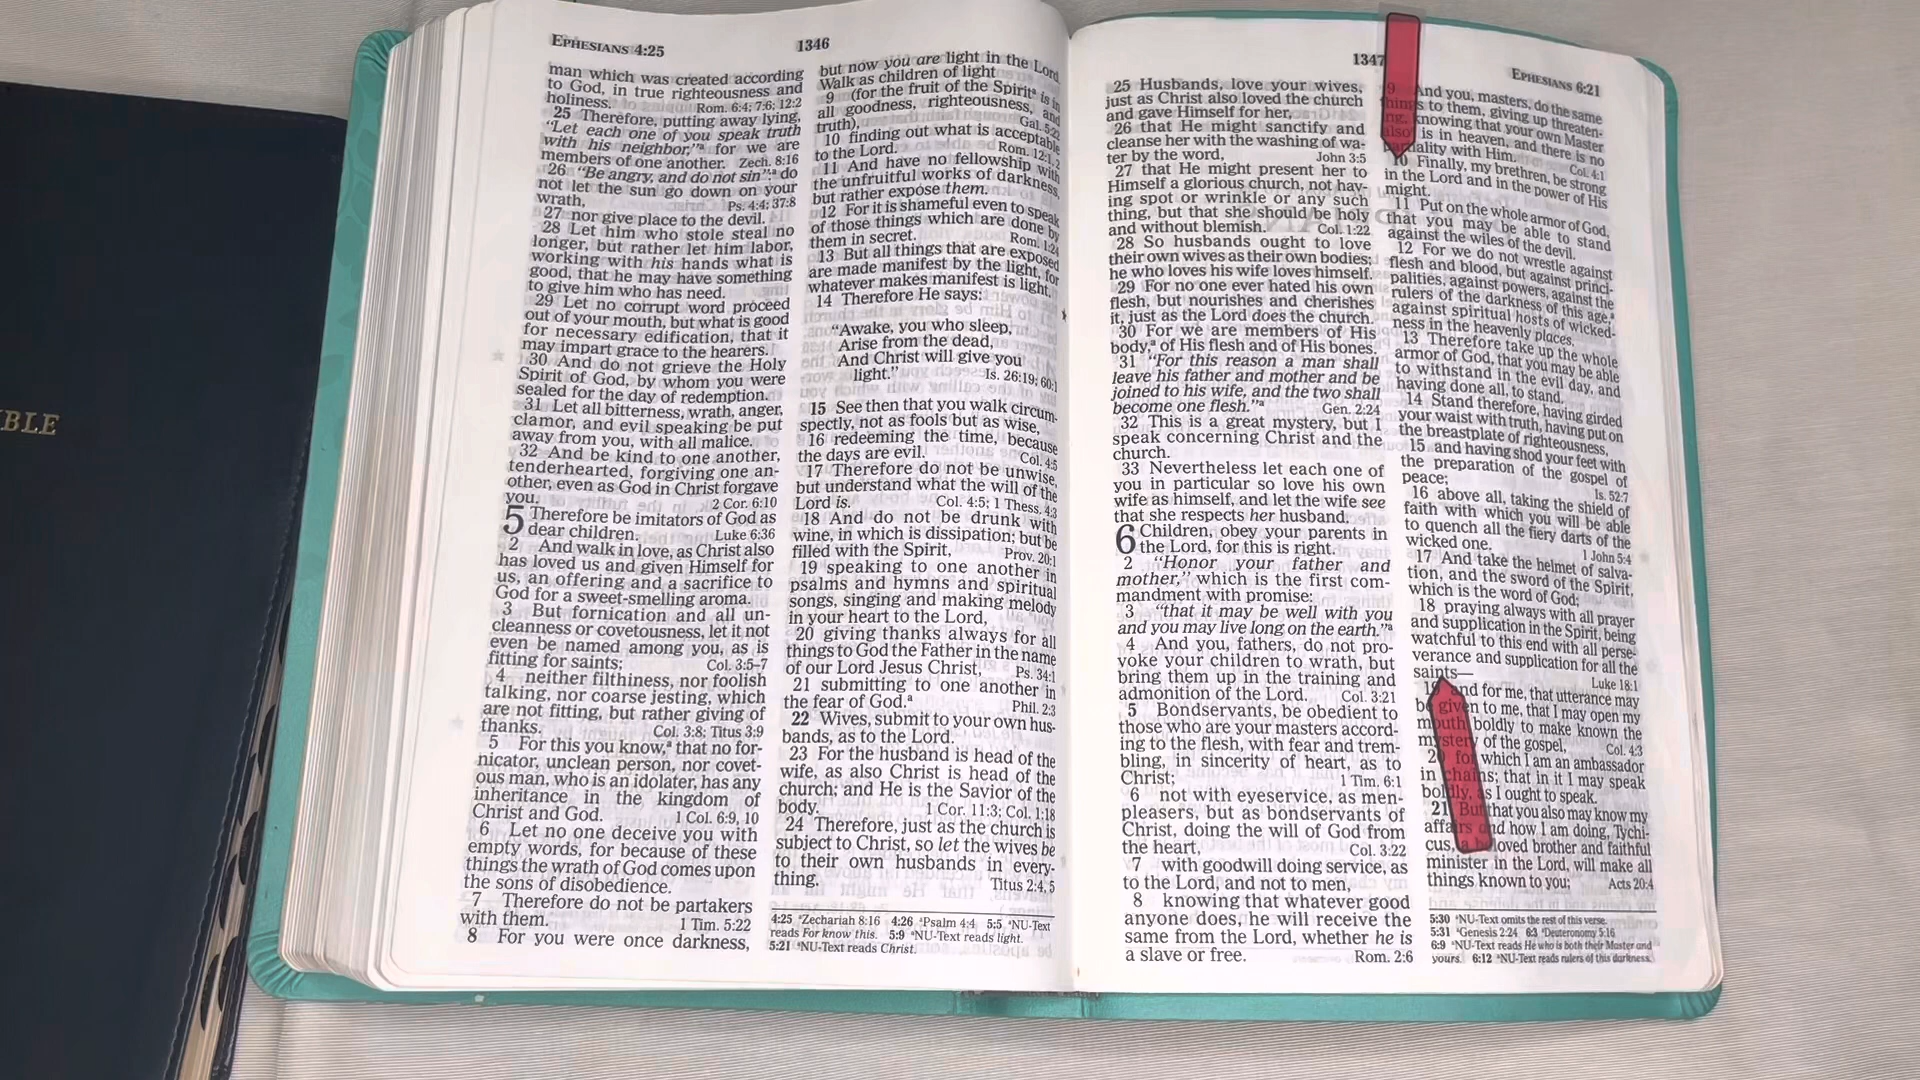 BLE
EPHESIANS 4:25
1346
man which was created according
to God, in true righteousness and
holiness. Rom. 6:4; 7:6; 12:2
25 Therefore, putting away lying,
"Let each one of you speak truth
with his neighbor,"a for we are
members of one another. Zech. 8:16
26 "Be angry, and do not sin":a do
not let the sun go down on your
wrath, Ps. 4:4; 37:8
27 nor give place to the devil.
28 Let him who stole steal no
longer, but rather let him labor,
working with his hands what is
good, that he may have something
to give him who has need.
29 Let no corrupt word proceed
out of your mouth, but what is good
for necessary edification, that it
may impart grace to the hearers.
30 And do not grieve the Holy
Spirit of God, by whom you were
sealed for the day of redemption.
31 Let all bitterness, wrath, anger,
clamor, and evil speaking be put
away from you, with all malice.
32 And be kind to one another,
tenderhearted, forgiving one an-
other, even as God in Christ forgave
you. 2 Cor. 6:10
5 Therefore be imitators of God as
dear children. Luke 6:36
2 And walk in love, as Christ also
has loved us and given Himself for
us, an offering and a sacrifice to
God for a sweet-smelling aroma.
3 But fornication and all un-
cleanness or covetousness, let it not
even be named among you, as is
fitting for saints; Col. 3:5–7
4 neither filthiness, nor foolish
talking, nor coarse jesting, which
are not fitting, but rather giving of
thanks. Col. 3:8; Titus 3:9
5 For this you know,a that no for-
nicator, unclean person, nor covet-
ous man, who is an idolater, has any
inheritance in the kingdom of
Christ and God. 1 Col. 6:9, 10
6 Let no one deceive you with
empty words, for because of these
things the wrath of God comes upon
the sons of disobedience.
7 Therefore do not be partakers
with them. 1 Tim. 5:22
8 For you were once darkness,
but now you are light in the Lord.
Walk as children of light
9 (for the fruit of the Spirita is in
all goodness, righteousness, and
truth), Gal. 5:22
10 finding out what is acceptable
to the Lord. Rom. 12:1, 2
11 And have no fellowship with
the unfruitful works of darkness,
but rather expose them.
12 For it is shameful even to speak
of those things which are done by
them in secret. Rom. 1:24
13 But all things that are exposed
are made manifest by the light, for
whatever makes manifest is light.
14 Therefore He says:
"Awake, you who sleep,
Arise from the dead,
And Christ will give you
light." Is. 26:19; 60:1
15 See then that you walk circum-
spectly, not as fools but as wise,
16 redeeming the time, because
the days are evil. Col. 4:5
17 Therefore do not be unwise,
but understand what the will of the
Lord is. Col. 4:5; 1 Thess. 4:3
18 And do not be drunk with
wine, in which is dissipation; but be
filled with the Spirit, Prov. 20:1
19 speaking to one another in
psalms and hymns and spiritual
songs, singing and making melody
in your heart to the Lord,
20 giving thanks always for all
things to God the Father in the name
of our Lord Jesus Christ, Ps. 34:1
21 submitting to one another in
the fear of God.a Phil. 2:3
22 Wives, submit to your own hus-
bands, as to the Lord.
23 For the husband is head of the
wife, as also Christ is head of the
church; and He is the Savior of the
body. 1 Cor. 11:3; Col. 1:18
24 Therefore, just as the church is
subject to Christ, so let the wives be
to their own husbands in every-
thing. Titus 2:4, 5
4:25 aZechariah 8:16 4:26 aPsalm 4:4 5:5 aNU-Text
reads For know this. 5:9 aNU-Text reads light.
5:21 aNU-Text reads Christ.
1347
EPHESIANS 6:21
25 Husbands, love your wives,
just as Christ also loved the church
and gave Himself for her,
26 that He might sanctify and
cleanse her with the washing of wa-
ter by the word, John 3:5
27 that He might present her to
Himself a glorious church, not hav-
ing spot or wrinkle or any such
thing, but that she should be holy
and without blemish. Col. 1:22
28 So husbands ought to love
their own wives as their own bodies;
he who loves his wife loves himself.
29 For no one ever hated his own
flesh, but nourishes and cherishes
it, just as the Lord does the church.
30 For we are members of His
body,a of His flesh and of His bones.
31 "For this reason a man shall
leave his father and mother and be
joined to his wife, and the two shall
become one flesh."a Gen. 2:24
32 This is a great mystery, but I
speak concerning Christ and the
church.
33 Nevertheless let each one of
you in particular so love his own
wife as himself, and let the wife see
that she respects her husband.
6 Children, obey your parents in
the Lord, for this is right.
2 "Honor your father and
mother," which is the first com-
mandment with promise:
3 "that it may be well with you
and you may live long on the earth."a
4 And you, fathers, do not pro-
voke your children to wrath, but
bring them up in the training and
admonition of the Lord. Col. 3:21
5 Bondservants, be obedient to
those who are your masters accord-
ing to the flesh, with fear and trem-
bling, in sincerity of heart, as to
Christ; 1 Tim. 6:1
6 not with eyeservice, as men-
pleasers, but as bondservants of
Christ, doing the will of God from
the heart, Col. 3:22
7 with goodwill doing service, as
to the Lord, and not to men,
8 knowing that whatever good
anyone does, he will receive the
same from the Lord, whether he is
a slave or free. Rom. 2:6
9 And you, masters, do the same
things to them, giving up threaten-
ing, knowing that your own Master
also is in heaven, and there is no
partiality with Him. Col. 4:1
10 Finally, my brethren, be strong
in the Lord and in the power of His
might.
11 Put on the whole armor of God,
that you may be able to stand
against the wiles of the devil.
12 For we do not wrestle against
flesh and blood, but against princi-
palities, against powers, against the
rulers of the darkness of this age,a
against spiritual hosts of wicked-
ness in the heavenly places.
13 Therefore take up the whole
armor of God, that you may be able
to withstand in the evil day, and
having done all, to stand.
14 Stand therefore, having girded
your waist with truth, having put on
the breastplate of righteousness,
15 and having shod your feet with
the preparation of the gospel of
peace; Is. 52:7
16 above all, taking the shield of
faith with which you will be able
to quench all the fiery darts of the
wicked one. 1 John 5:4
17 And take the helmet of salva-
tion, and the sword of the Spirit,
which is the word of God;
18 praying always with all prayer
and supplication in the Spirit, being
watchful to this end with all perse-
verance and supplication for all the
saints— Luke 18:1
19 and for me, that utterance may
be given to me, that I may open my
mouth boldly to make known the
mystery of the gospel, Col. 4:3
20 for which I am an ambassador
in chains; that in it I may speak
boldly, as I ought to speak.
21 But that you also may know my
affairs and how I am doing, Tychi-
cus, a beloved brother and faithful
minister in the Lord, will make all
things known to you; Acts 20:4
5:30 aNU-Text omits the rest of this verse.
5:31 aGenesis 2:24 6:3 aDeuteronomy 5:16
6:9 aNU-Text reads He who is both their Master and
yours. 6:12 aNU-Text reads rulers of this darkness.